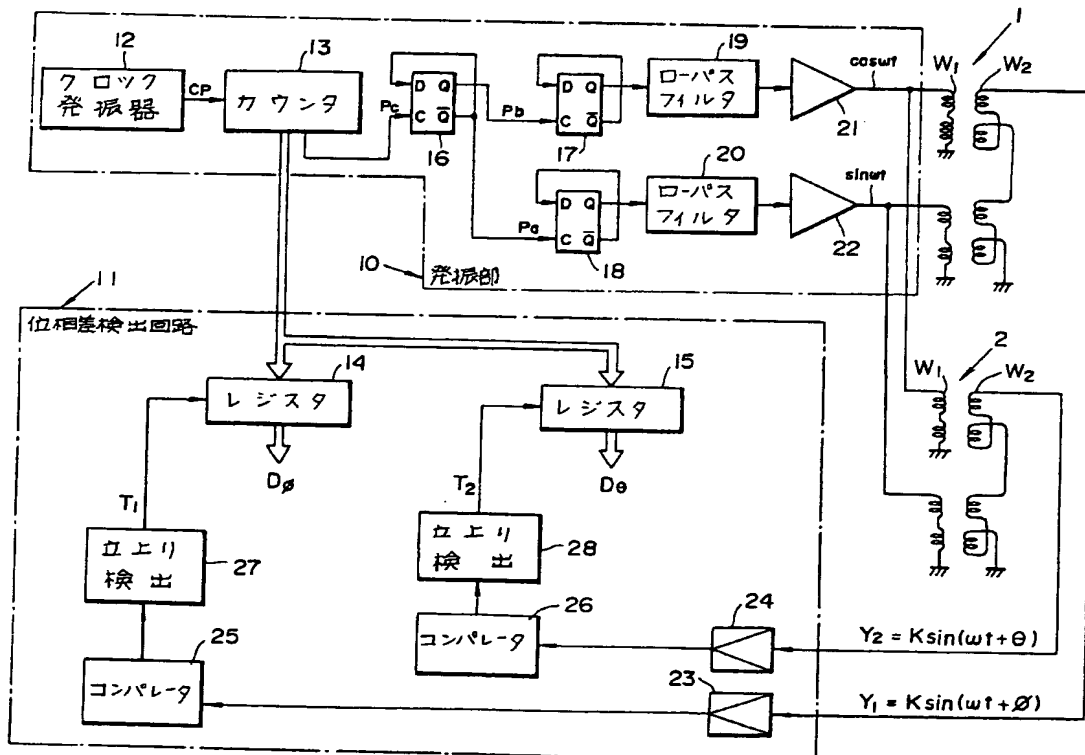 1
12
クロック
発振器
CP
13
カウンタ
Pc
D Q
C Q̅
16
Pb
D Q
C Q̅
17
19
ローパス
フィルタ
21
cosωt
W1
W2
Pa
D Q
C Q̅
18
20
ローパス
フィルタ
22
sinωt
10
発振部
11
位相差検出回路
14
レジスタ
Dφ
15
レジスタ
Dθ
2
W1
W2
T1
立上り
検出
27
T2
立上り
検出
28
25
コンパレータ
26
コンパレータ
24
Y2 = Ksin(ωt+θ)
23
Y1 = Ksin(ωt+φ)